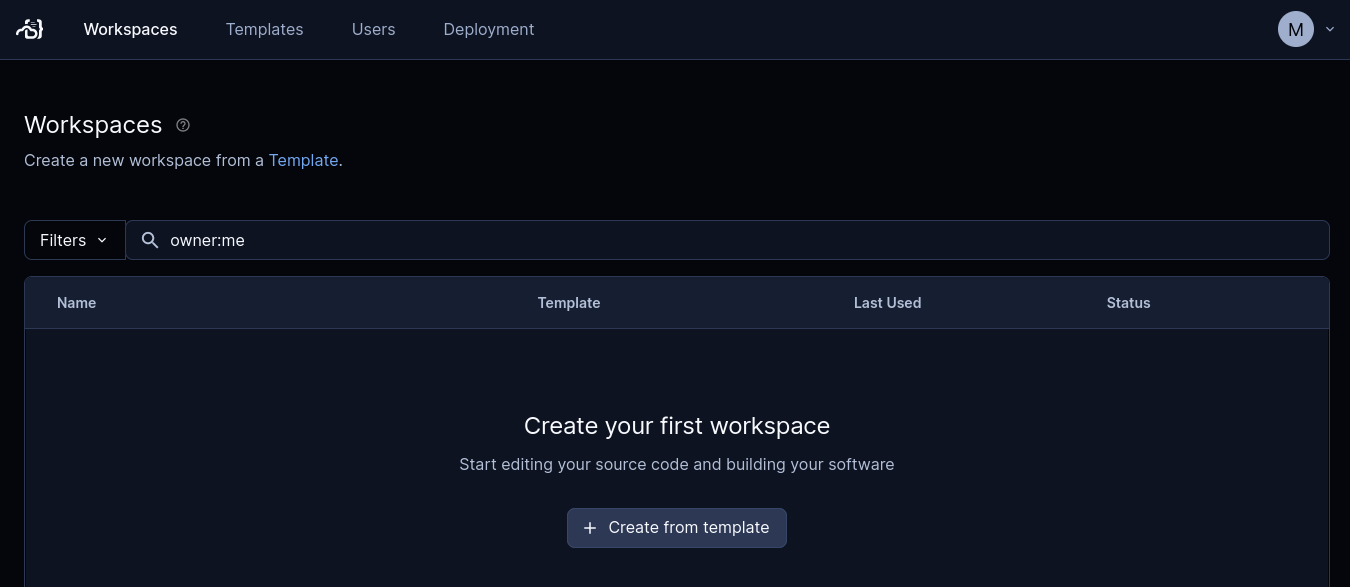 Workspaces Templates Users Deployment M
Workspaces
Create a new workspace from a Template.
Filters owner:me
Name Template Last Used Status
Create your first workspace
Start editing your source code and building your software
+ Create from template